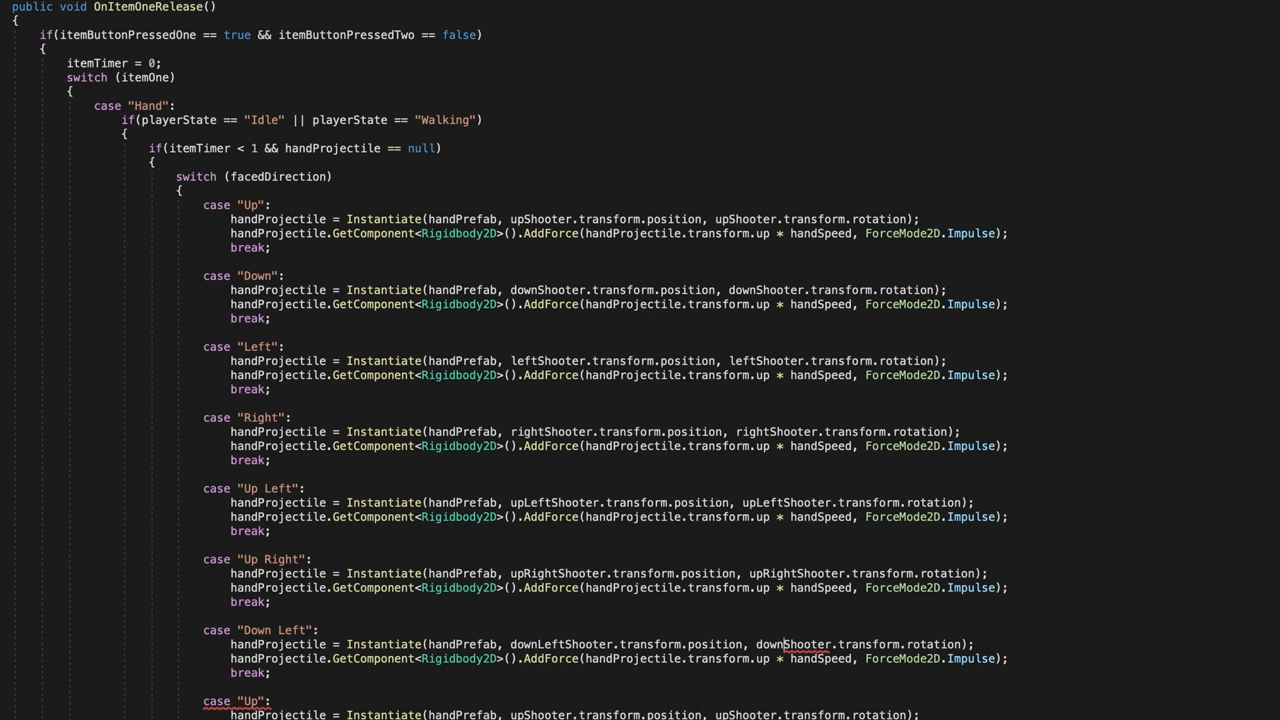 public void OnItemOneRelease()
{
if(itemButtonPressedOne == true && itemButtonPressedTwo == false)
{
itemTimer = 0;
switch (itemOne)
{
case "Hand":
if(playerState == "Idle" || playerState == "Walking")
{
if(itemTimer < 1 && handProjectile == null)
{
switch (facedDirection)
{
case "Up":
handProjectile = Instantiate(handPrefab, upShooter.transform.position, upShooter.transform.rotation);
handProjectile.GetComponent<Rigidbody2D>().AddForce(handProjectile.transform.up * handSpeed, ForceMode2D.Impulse);
break;
case "Down":
handProjectile = Instantiate(handPrefab, downShooter.transform.position, downShooter.transform.rotation);
handProjectile.GetComponent<Rigidbody2D>().AddForce(handProjectile.transform.up * handSpeed, ForceMode2D.Impulse);
break;
case "Left":
handProjectile = Instantiate(handPrefab, leftShooter.transform.position, leftShooter.transform.rotation);
handProjectile.GetComponent<Rigidbody2D>().AddForce(handProjectile.transform.up * handSpeed, ForceMode2D.Impulse);
break;
case "Right":
handProjectile = Instantiate(handPrefab, rightShooter.transform.position, rightShooter.transform.rotation);
handProjectile.GetComponent<Rigidbody2D>().AddForce(handProjectile.transform.up * handSpeed, ForceMode2D.Impulse);
break;
case "Up Left":
handProjectile = Instantiate(handPrefab, upLeftShooter.transform.position, upLeftShooter.transform.rotation);
handProjectile.GetComponent<Rigidbody2D>().AddForce(handProjectile.transform.up * handSpeed, ForceMode2D.Impulse);
break;
case "Up Right":
handProjectile = Instantiate(handPrefab, upRightShooter.transform.position, upRightShooter.transform.rotation);
handProjectile.GetComponent<Rigidbody2D>().AddForce(handProjectile.transform.up * handSpeed, ForceMode2D.Impulse);
break;
case "Down Left":
handProjectile = Instantiate(handPrefab, downLeftShooter.transform.position, downShooter.transform.rotation);
handProjectile.GetComponent<Rigidbody2D>().AddForce(handProjectile.transform.up * handSpeed, ForceMode2D.Impulse);
break;
case "Up":
handProjectile = Instantiate(handPrefab, upShooter.transform.position, upShooter.transform.rotation);